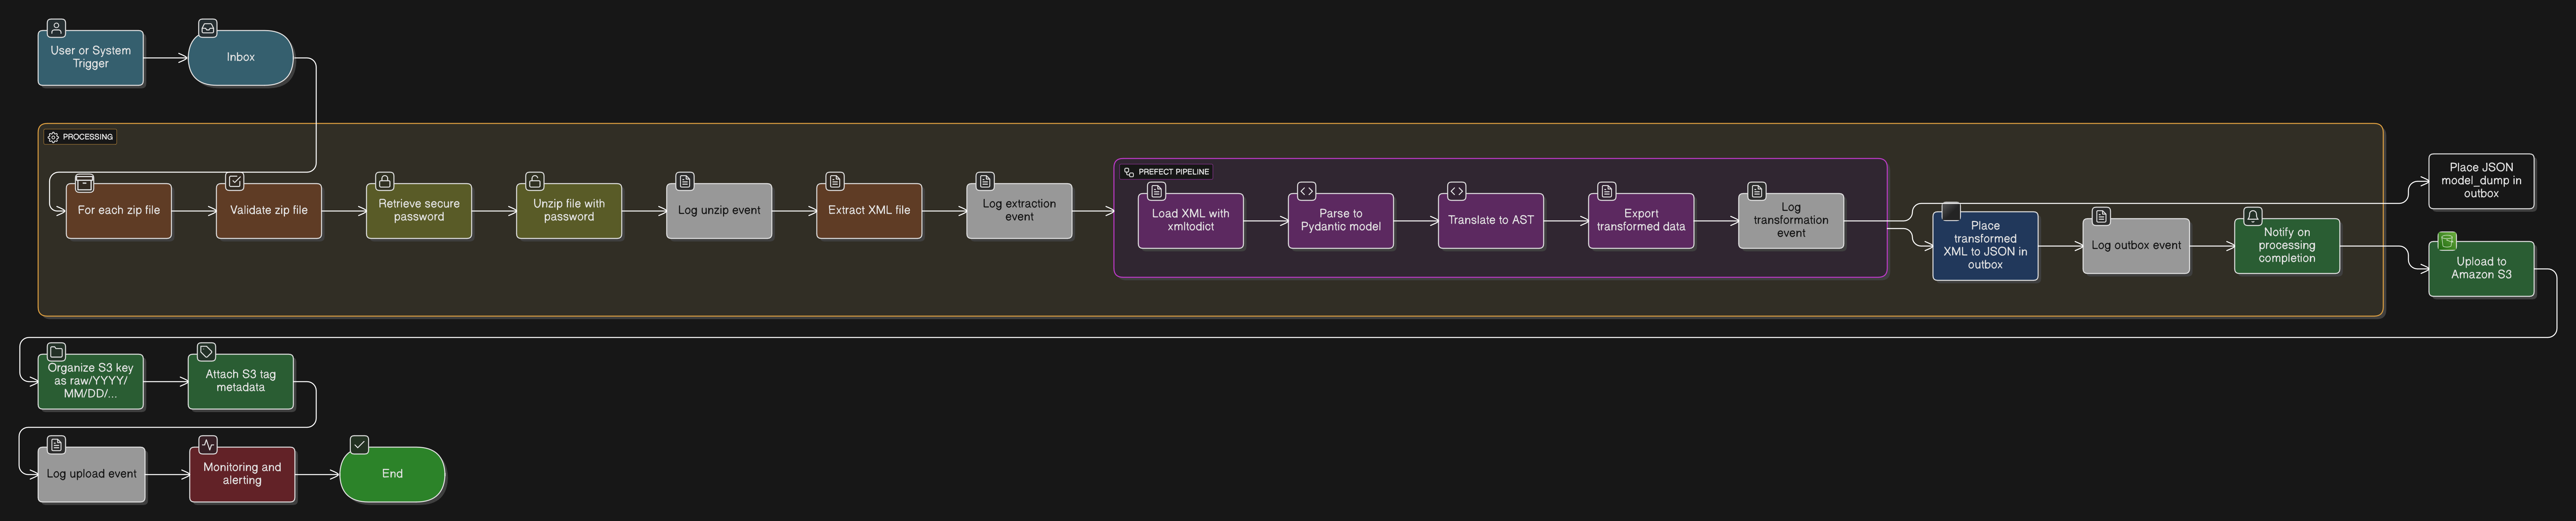 User or System
Trigger
Inbox
PROCESSING
For each zip file
Validate zip file
Retrieve secure
password
Unzip file with
password
Log unzip event
Extract XML file
Log extraction
event
PREFECT PIPELINE
Load XML with
xmltodict
Parse to
Pydantic model
Translate to AST
Export
transformed data
Log
transformation
event
Place
transformed
XML to JSON in
outbox
Log outbox event
Notify on
processing
completion
Place JSON
model_dump in
outbox
Upload to
Amazon S3
Organize S3 key
as raw/YYYY/
MM/DD/...
Attach S3 tag
metadata
Log upload event
Monitoring and
alerting
End